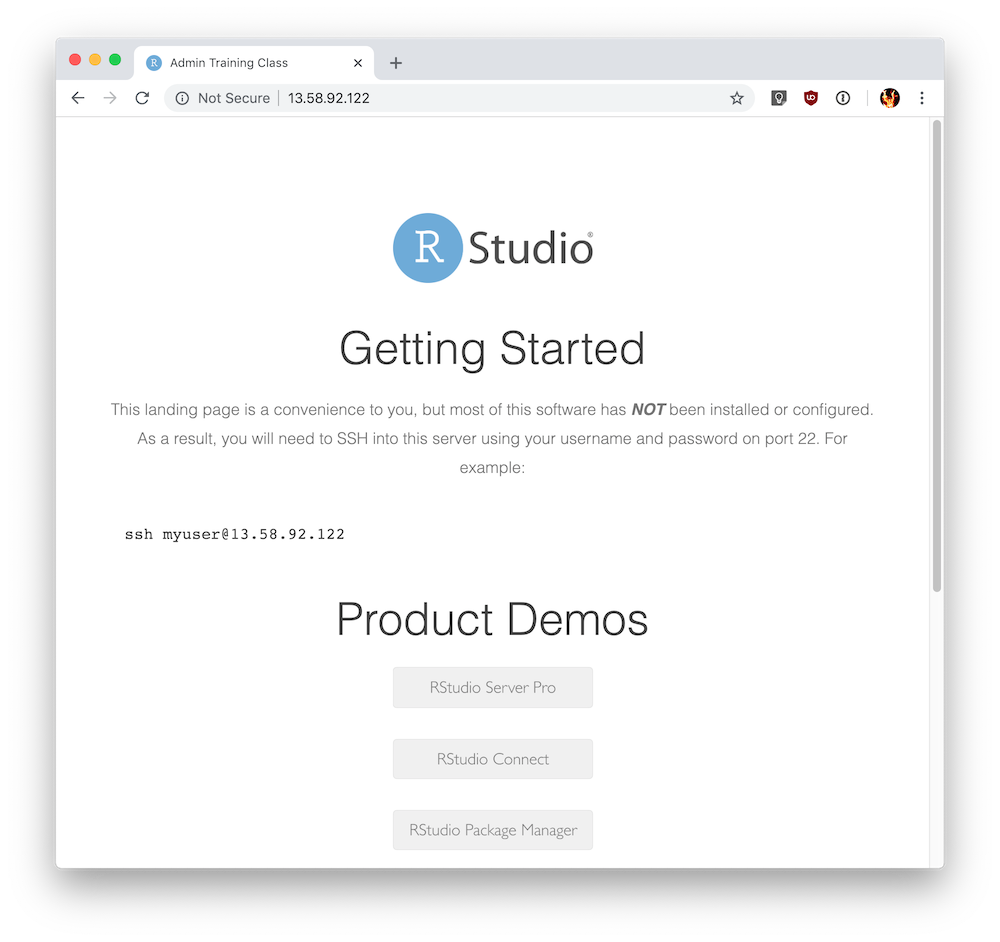 Admin Training Class
Not Secure 13.58.92.122
R Studio®
Getting Started
This landing page is a convenience to you, but most of this software has NOT been installed or configured.
As a result, you will need to SSH into this server using your username and password on port 22. For
example:
ssh myuser@13.58.92.122
Product Demos
RStudio Server Pro
RStudio Connect
RStudio Package Manager